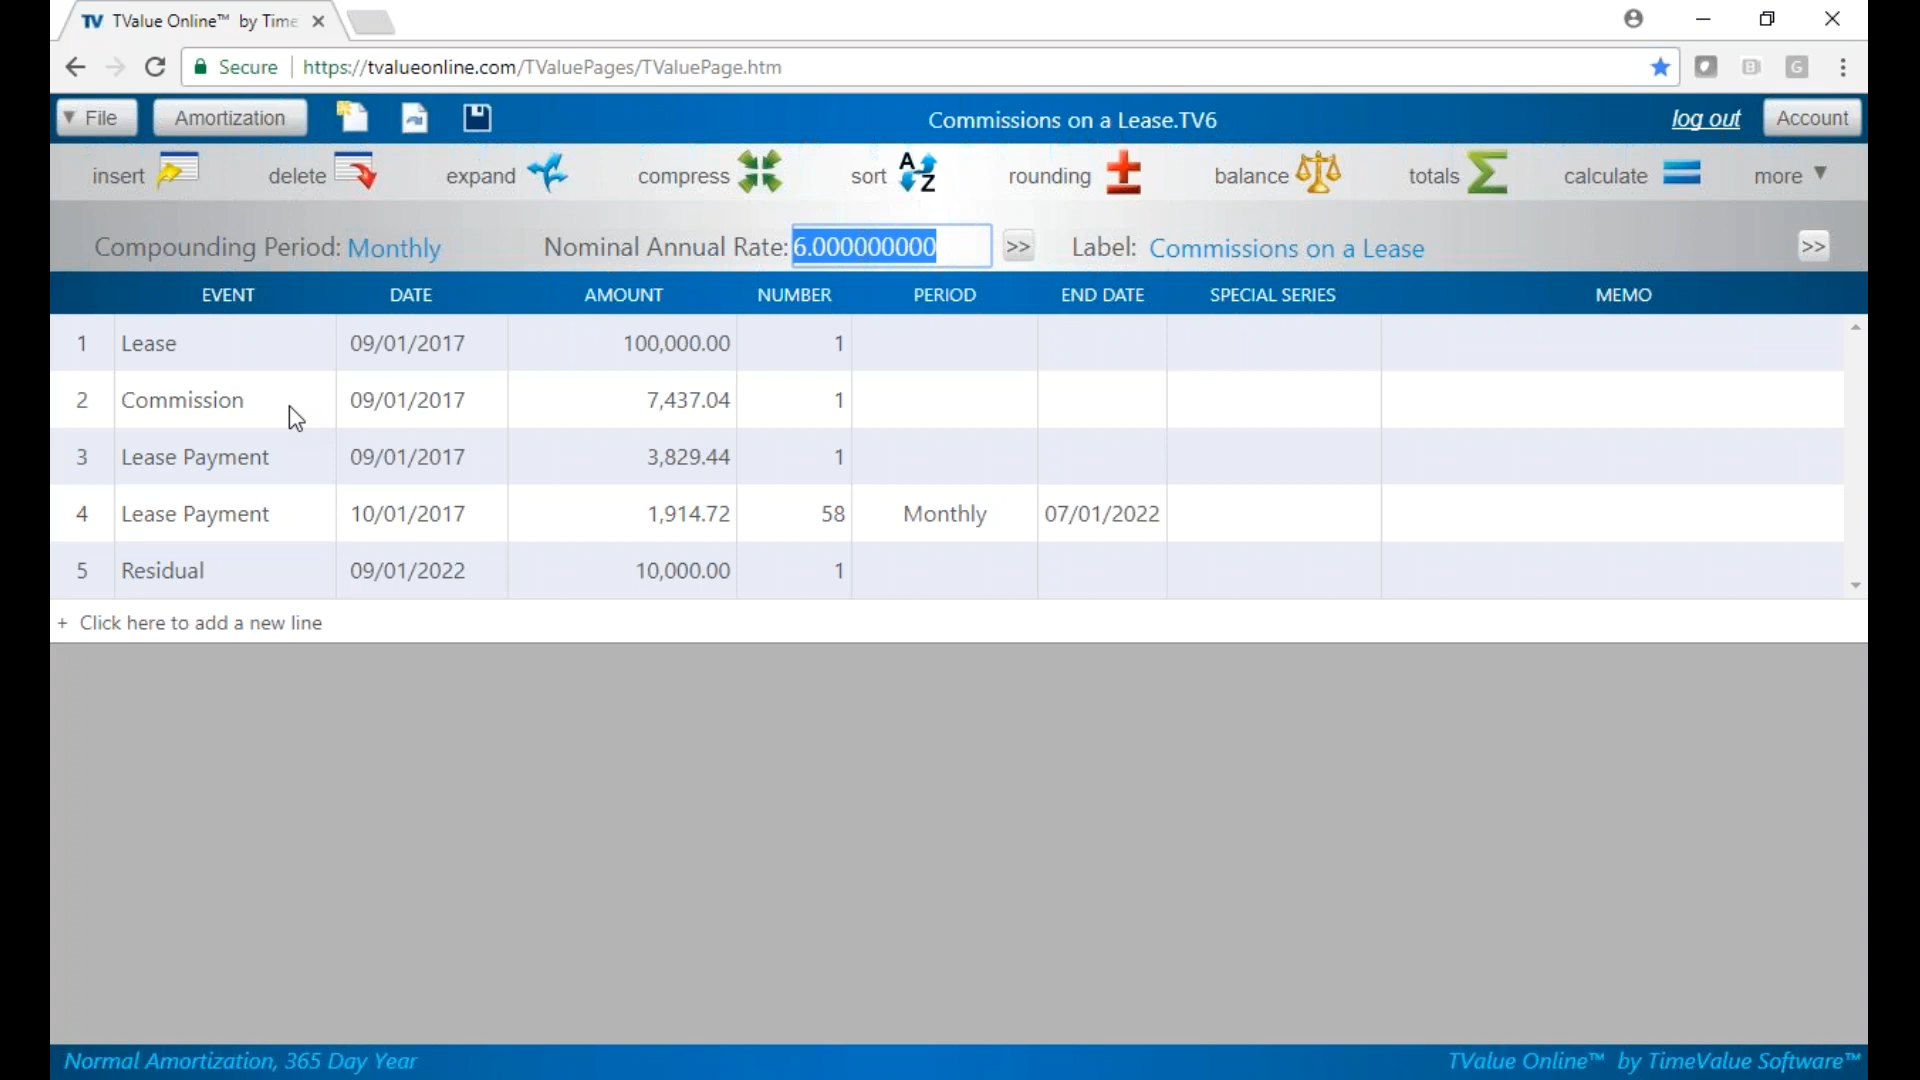 TV TValue Online™ by Time
Secure https://tvalueonline.com/TValuePages/TValuePage.htm
File Amortization Commissions on a Lease.TV6 log out Account
insert delete expand compress sort rounding balance totals calculate more
Compounding Period: Monthly Nominal Annual Rate: 6.000000000 >> Label: Commissions on a Lease >>
EVENT DATE AMOUNT NUMBER PERIOD END DATE SPECIAL SERIES MEMO
1 Lease 09/01/2017 100,000.00 1
2 Commission 09/01/2017 7,437.04 1
3 Lease Payment 09/01/2017 3,829.44 1
4 Lease Payment 10/01/2017 1,914.72 58 Monthly 07/01/2022
5 Residual 09/01/2022 10,000.00 1
+ Click here to add a new line
Normal Amortization, 365 Day Year TValue Online™ by TimeValue Software™